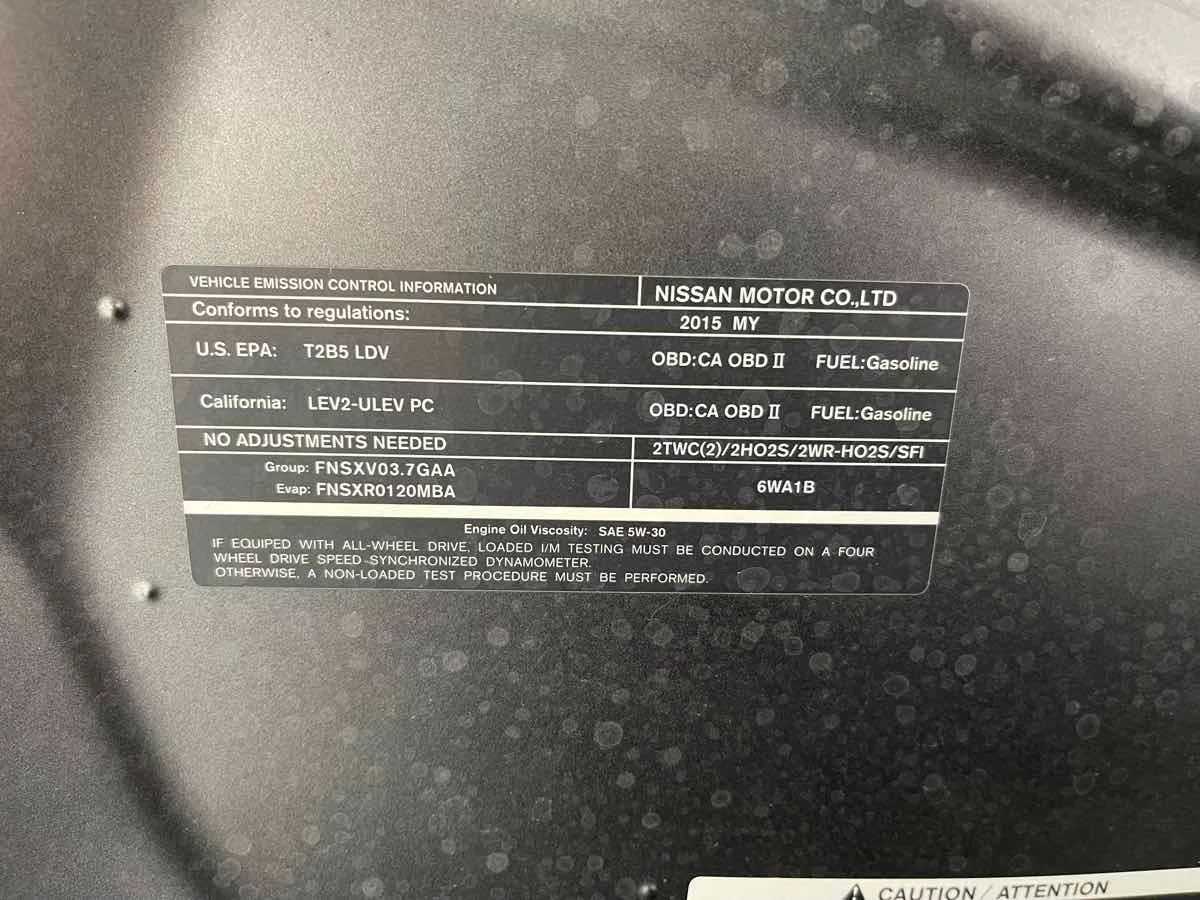 VEHICLE EMISSION CONTROL INFORMATION NISSAN MOTOR CO.,LTD
Conforms to regulations: 2015 MY
U.S. EPA: T2B5 LDV OBD:CA OBD II FUEL:Gasoline
California: LEV2-ULEV PC OBD:CA OBD II FUEL:Gasoline
NO ADJUSTMENTS NEEDED 2TWC(2)/2HO2S/2WR-HO2S/SFI
Group: FNSXV03.7GAA
Evap: FNSXR0120MBA
6WA1B
Engine Oil Viscosity: SAE 5W-30
IF EQUIPED WITH ALL-WHEEL DRIVE, LOADED I/M TESTING MUST BE CONDUCTED ON A FOUR
WHEEL DRIVE SPEED SYNCHRONIZED DYNAMOMETER.
OTHERWISE, A NON-LOADED TEST PROCEDURE MUST BE PERFORMED.
CAUTION / ATTENTION